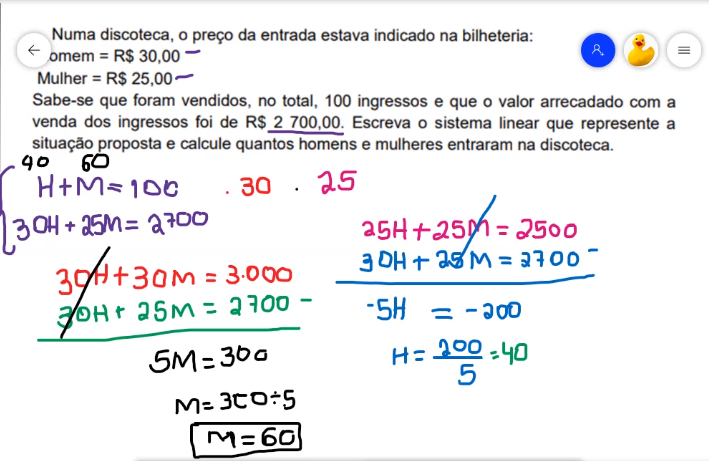 Numa discoteca, o preço da entrada estava indicado na bilheteria:
omem = R$ 30,00
Mulher = R$ 25,00
Sabe-se que foram vendidos, no total, 100 ingressos e que o valor arrecadado com a
venda dos ingressos foi de R$ 2 700,00. Escreva o sistema linear que represente a
situação proposta e calcule quantos homens e mulheres entraram na discoteca.
40 60
H+M=100 . 30 . 25
30H+25M=2700
25H+25M=2500
30H+25M=2700 -
30H+30M=3.000
30H+25M=2700 -
-5H = -200
5M=300
H=200/5=40
M=300÷5
M=60